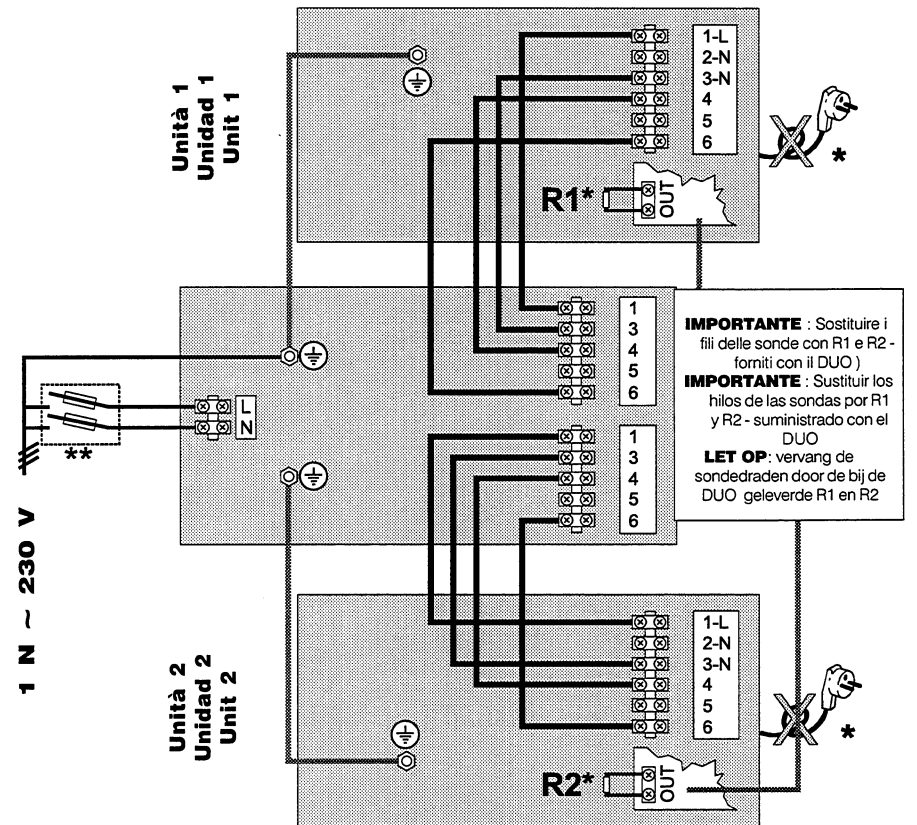 Unità 1
Unidad 1
Unit 1
1-L
2-N
3-N
4
5
6
*
R1*
OUT
1
3
4
5
6
L
N
**
1
3
4
5
6
IMPORTANTE : Sostituire i
fili delle sonde con R1 e R2 -
forniti con il DUO )
IMPORTANTE : Sustituir los
hilos de las sondas por R1
y R2 - suministrado con el
DUO
LET OP: vervang de
sondedraden door de bij de
DUO geleverde R1 en R2
1 N ~ 230 V
Unità 2
Unidad 2
Unit 2
1-L
2-N
3-N
4
5
6
*
R2*
OUT